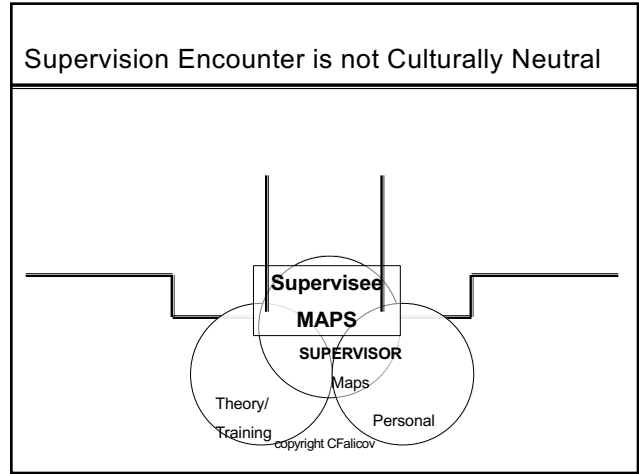 Supervision Encounter is not Culturally Neutral
Supervisee
MAPS
SUPERVISOR
Maps
Theory/
Training
Personal
copyright CFalicov